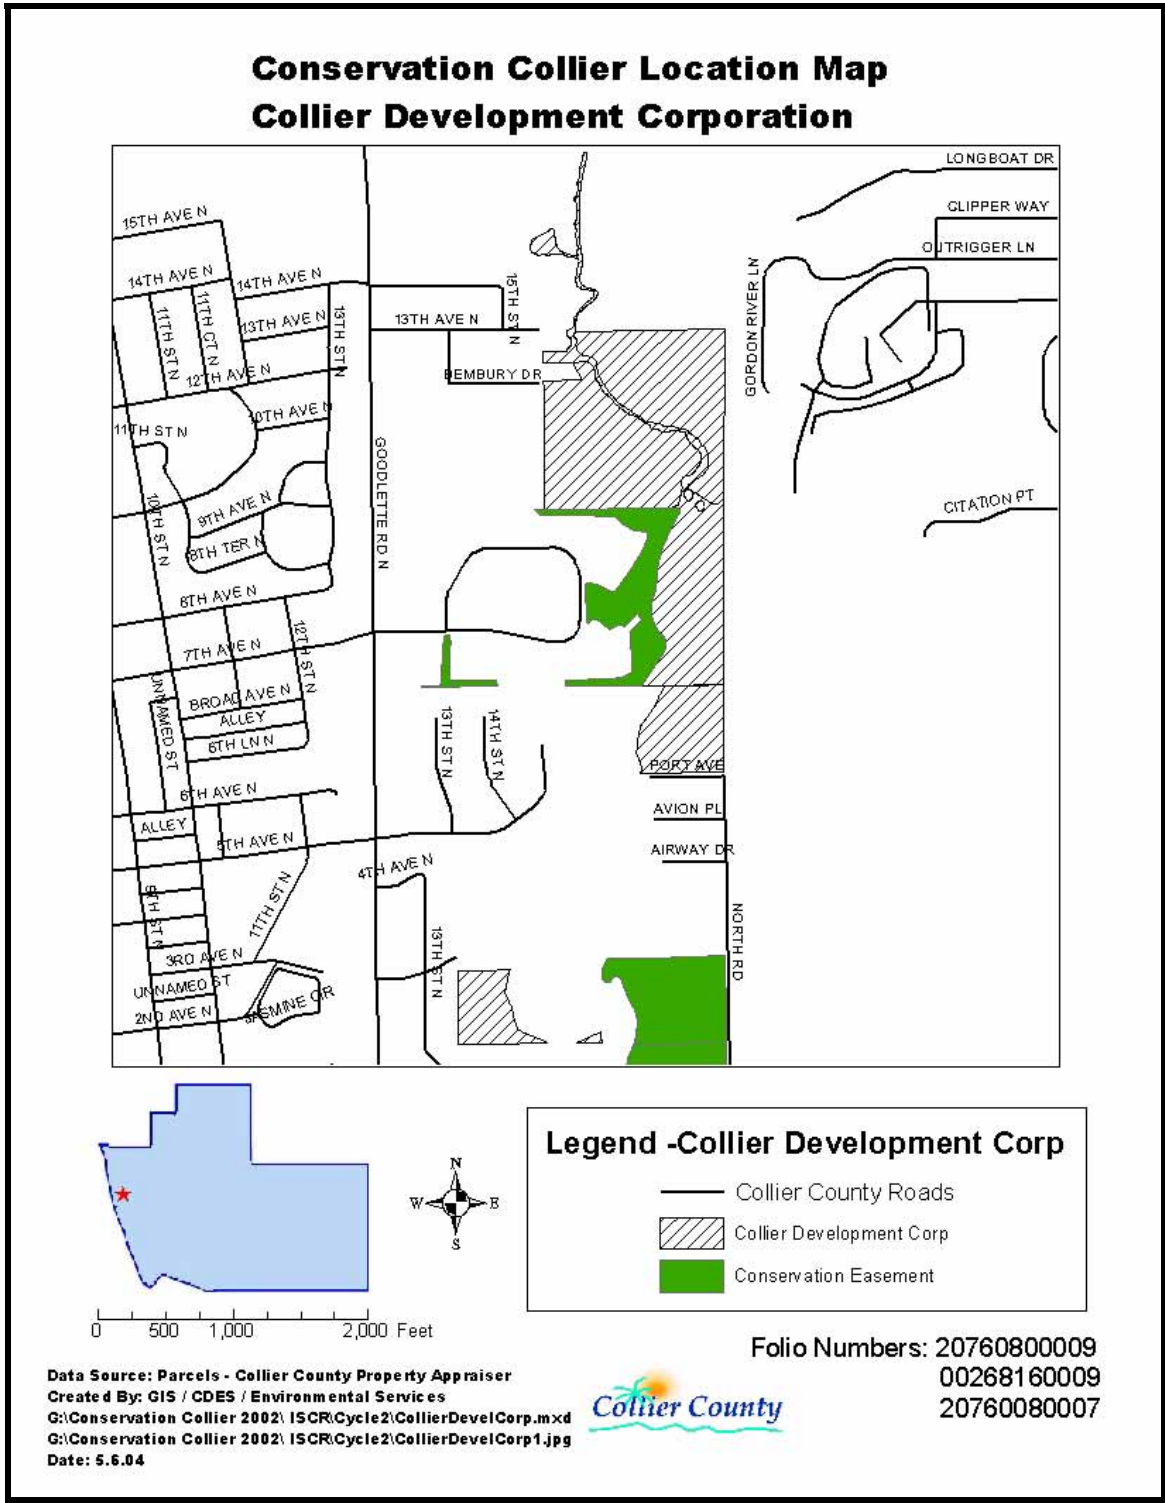 Conservation Collier Location Map
Collier Development Corporation
LONGBOAT DR
CLIPPER WAY
OUTRIGGER LN
GORDON RIVER LN
CITATION PT
15TH AVE N
14TH AVE N
14TH AVE N
11TH ST N
11TH CT N
13TH AVE N
13TH ST N
12TH AVE N
15TH ST N
13TH AVE N
BEMBURY DR
10TH AVE N
11TH ST N
GOODLETTE RD N
10TH ST N
9TH AVE N
8TH TER N
8TH AVE N
7TH AVE N
12TH ST N
UNNAMED ST
BROAD AVE N
ALLEY
6TH LN N
13TH ST N
14TH ST N
6TH AVE N
ALLEY
5TH AVE N
PORT AVE
AVION PL
AIRWAY DR
4TH AVE N
9TH ST N
11TH ST N
13TH ST N
NORTH RD
3RD AVE N
UNNAMED ST
2ND AVE N
JASMINE CIR
N
W
E
S
Legend -Collier Development Corp
Collier County Roads
Collier Development Corp
Conservation Easement
0 500 1,000 2,000 Feet
Folio Numbers: 20760800009
00268160009
20760080007
Data Source: Parcels - Collier County Property Appraiser
Created By: GIS / CDES / Environmental Services
G:\Conservation Collier 2002\ ISCR\Cycle2\CollierDevelCorp.mxd
G:\Conservation Collier 2002\ ISCR\Cycle2\CollierDevelCorp1.jpg
Date: 5.6.04
Collier County